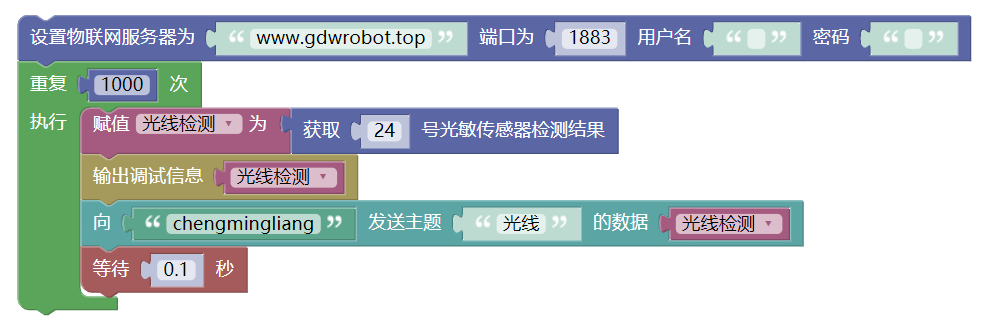 设置物联网服务器为 “ www.gdwrobot.top ” 端口为 1883 用户名 “ ” 密码 “ ”
重复 1000 次
执行 赋值 光线检测 为 获取 24 号光敏传感器检测结果
输出调试信息 光线检测
向 “ chengmingliang ” 发送主题 “ 光线 ” 的数据 光线检测
等待 0.1 秒